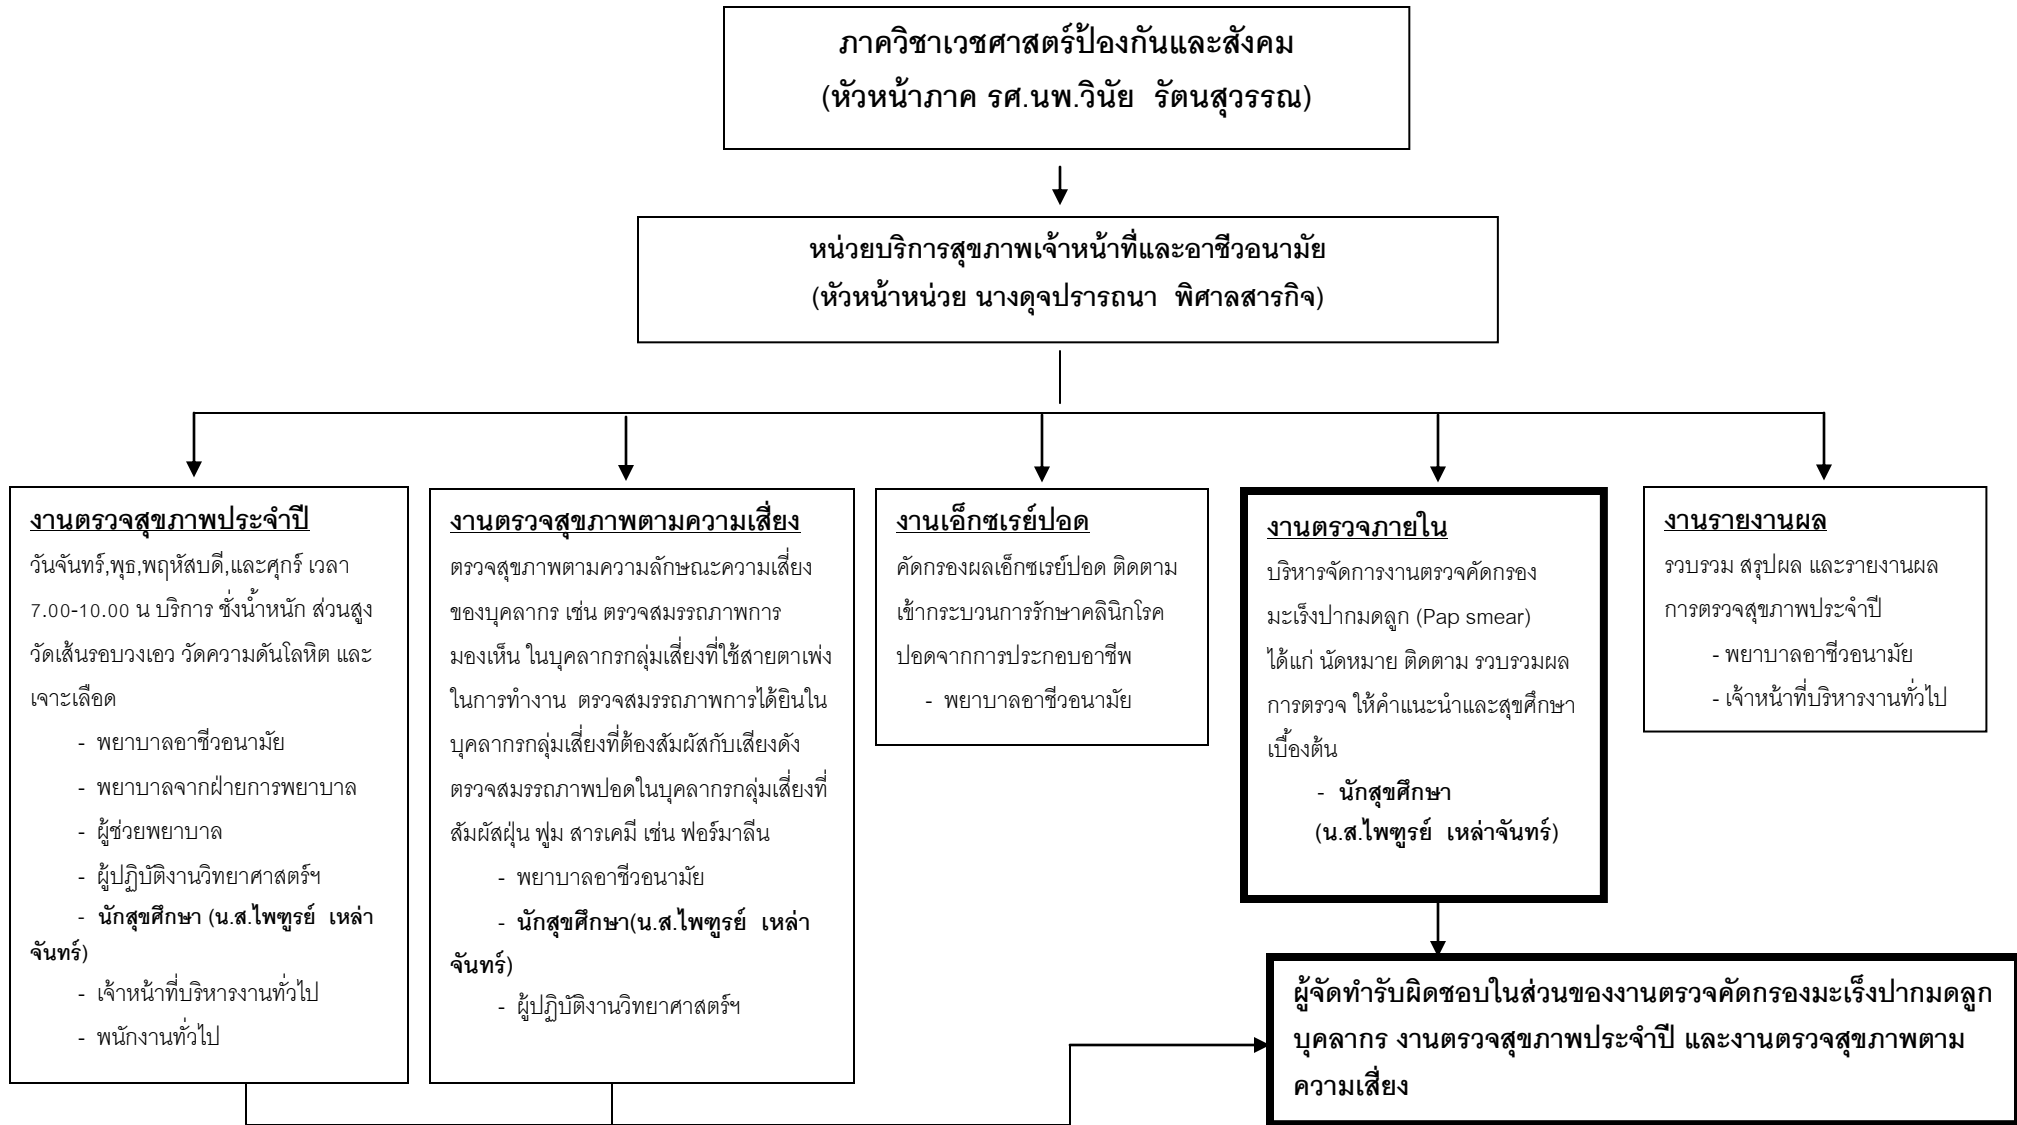 ภาควิชาเวชศาสตร์ป้องกันและสังคม
(หัวหน้าภาค รศ.นพ.วินัย รัตนสุวรรณ)
หน่วยบริการสุขภาพเจ้าหน้าที่และอาชีวอนามัย
(หัวหน้าหน่วย นางดุจปรารถนา พิศาลสารกิจ)
งานตรวจสุขภาพประจำปี
วันจันทร์,พุธ,พฤหัสบดี,และศุกร์ เวลา
7.00-10.00 น บริการ ชั่งน้ำหนัก ส่วนสูง
วัดเส้นรอบวงเอว วัดความดันโลหิต และ
เจาะเลือด
- พยาบาลอาชีวอนามัย
- พยาบาลจากฝ่ายการพยาบาล
- ผู้ช่วยพยาบาล
- ผู้ปฏิบัติงานวิทยาศาสตร์ฯ
- นักสุขศึกษา (น.ส.ไพฑูรย์ เหล่า
จันทร์)
- เจ้าหน้าที่บริหารงานทั่วไป
- พนักงานทั่วไป
งานตรวจสุขภาพตามความเสี่ยง
ตรวจสุขภาพตามความลักษณะความเสี่ยง
ของบุคลากร เช่น ตรวจสมรรถภาพการ
มองเห็น ในบุคลากรกลุ่มเสี่ยงที่ใช้สายตาเพ่ง
ในการทำงาน ตรวจสมรรถภาพการได้ยินใน
บุคลากรกลุ่มเสี่ยงที่ต้องสัมผัสกับเสียงดัง
ตรวจสมรรถภาพปอดในบุคลากรกลุ่มเสี่ยงที่
สัมผัสฝุ่น ฟูม สารเคมี เช่น ฟอร์มาลีน
- พยาบาลอาชีวอนามัย
- นักสุขศึกษา(น.ส.ไพฑูรย์ เหล่า
จันทร์)
- ผู้ปฏิบัติงานวิทยาศาสตร์ฯ
งานเอ็กซเรย์ปอด
คัดกรองผลเอ็กซเรย์ปอด ติดตาม
เข้ากระบวนการรักษาคลินิกโรค
ปอดจากการประกอบอาชีพ
- พยาบาลอาชีวอนามัย
งานตรวจภายใน
บริหารจัดการงานตรวจคัดกรอง
มะเร็งปากมดลูก (Pap smear)
ได้แก่ นัดหมาย ติดตาม รวบรวมผล
การตรวจ ให้คำแนะนำและสุขศึกษา
เบื้องต้น
- นักสุขศึกษา
(น.ส.ไพฑูรย์ เหล่าจันทร์)
งานรายงานผล
รวบรวม สรุปผล และรายงานผล
การตรวจสุขภาพประจำปี
- พยาบาลอาชีวอนามัย
- เจ้าหน้าที่บริหารงานทั่วไป
ผู้จัดทำรับผิดชอบในส่วนของงานตรวจคัดกรองมะเร็งปากมดลูก
บุคลากร งานตรวจสุขภาพประจำปี และงานตรวจสุขภาพตาม
ความเสี่ยง